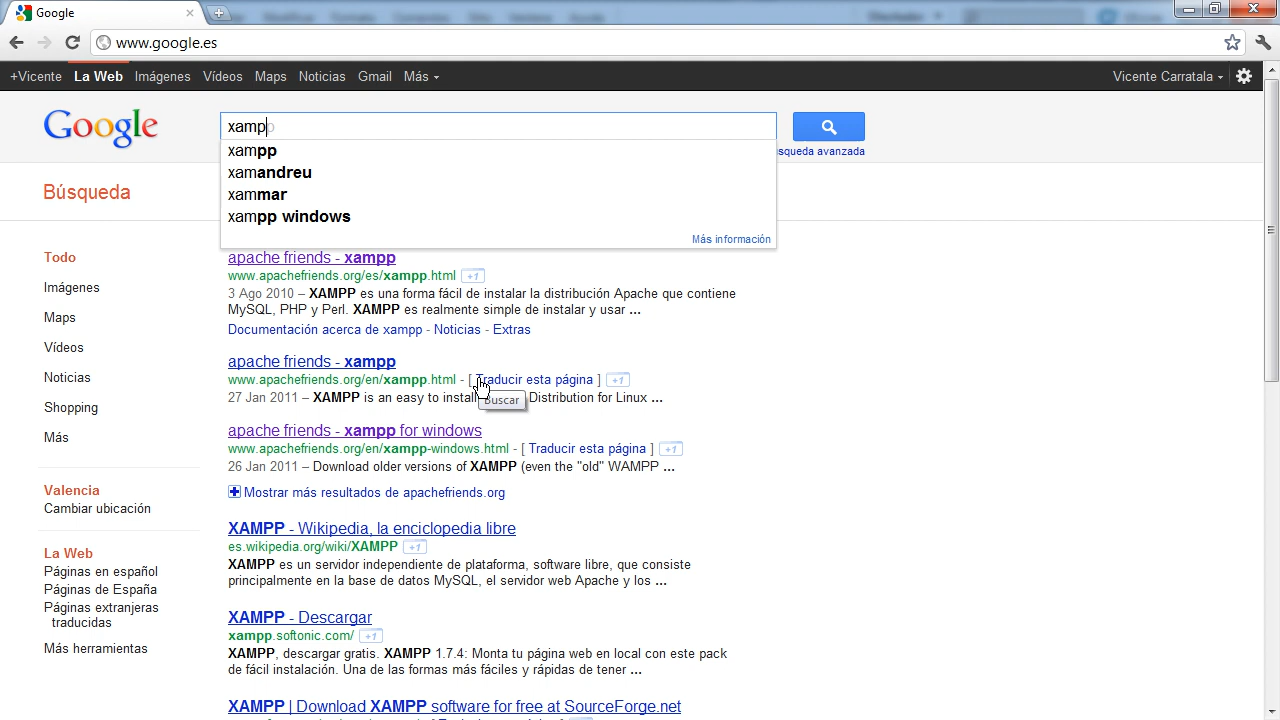 Google
www.google.es
+Vicente La Web Imágenes Vídeos Maps Noticias Gmail Más Vicente Carratala
Google
xampp
squeda avanzada
xampp
xamandreu
xammar
xampp windows
Más información
Búsqueda
Todo
Imágenes
Maps
Vídeos
Noticias
Shopping
Más
Valencia
Cambiar ubicación
La Web
Páginas en español
Páginas de España
Páginas extranjeras
traducidas
Más herramientas
apache friends - xampp
www.apachefriends.org/es/xampp.html +1
3 Ago 2010 – XAMPP es una forma fácil de instalar la distribución Apache que contiene
MySQL, PHP y Perl. XAMPP es realmente simple de instalar y usar ...
Documentación acerca de xampp - Noticias - Extras
apache friends - xampp
www.apachefriends.org/en/xampp.html - [ Traducir esta página ] +1
27 Jan 2011 – XAMPP is an easy to install Distribution for Linux ...
Buscar
apache friends - xampp for windows
www.apachefriends.org/en/xampp-windows.html - [ Traducir esta página ] +1
26 Jan 2011 – Download older versions of XAMPP (even the "old" WAMPP ...
Mostrar más resultados de apachefriends.org
XAMPP - Wikipedia, la enciclopedia libre
es.wikipedia.org/wiki/XAMPP +1
XAMPP es un servidor independiente de plataforma, software libre, que consiste
principalmente en la base de datos MySQL, el servidor web Apache y los ...
XAMPP - Descargar
xampp.softonic.com/ +1
XAMPP, descargar gratis. XAMPP 1.7.4: Monta tu página web en local con este pack
de fácil instalación. Una de las formas más fáciles y rápidas de tener ...
XAMPP | Download XAMPP software for free at SourceForge.net